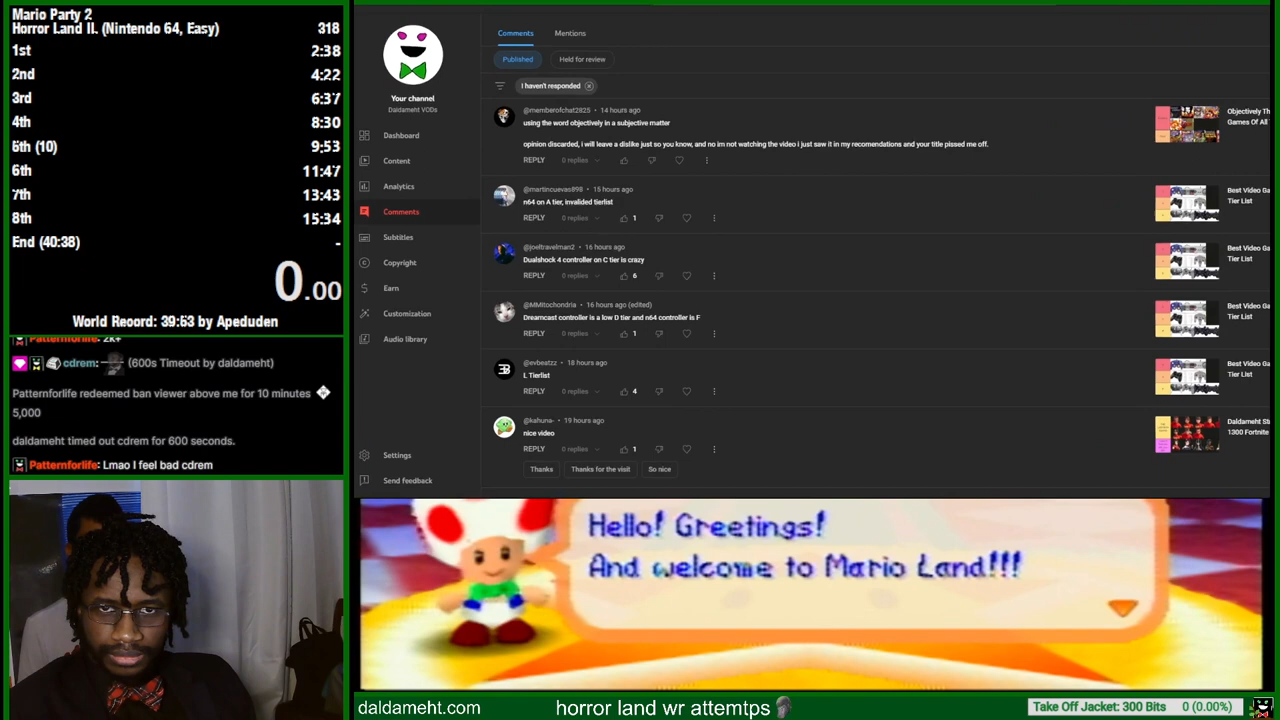 Mario Party 2
Horror Land II. (Nintendo 64, Easy) 318
1st 2:38
2nd 4:22
3rd 6:37
4th 8:30
5th (10) 9:53
6th 11:47
7th 13:43
8th 15:34
End (40:38) -
0.00
World Record: 39:53 by Apeduden
Patternforlife: 2k+
cdrem: (600s Timeout by daldameht)
Patternforlife redeemed ban viewer above me for 10 minutes
5,000
daldameht timed out cdrem for 600 seconds.
Patternforlife: Lmao I feel bad cdrem
Your channel
Daldameht VODs
Dashboard
Content
Analytics
Comments
Subtitles
Copyright
Earn
Customization
Audio library
Settings
Send feedback
Comments Mentions
Published Held for review
I haven't responded
@memberofchat2825 • 14 hours ago
using the word objectively in a subjective matter
opinion discarded, i will leave a dislike just so you know, and no im not watching the video i just saw it in my recomendations and your title pissed me off.
REPLY 0 replies
Objectively Th
Games Of All
@martincuevas898 • 15 hours ago
n64 on A tier, invalided tierlist
REPLY 0 replies 1
Best Video Ga
Tier List
@joeltravelman2 • 16 hours ago
Dualshock 4 controller on C tier is crazy
REPLY 0 replies 6
Best Video Ga
Tier List
@MMitochondria • 16 hours ago (edited)
Dreamcast controller is a low D tier and n64 controller is F
REPLY 0 replies 1
Best Video Ga
Tier List
@evbeatzz • 18 hours ago
L Tierlist
REPLY 0 replies 4
Best Video Ga
Tier List
@kahuna- • 19 hours ago
nice video
REPLY 0 replies 1
Thanks Thanks for the visit So nice
Daldameht St
1300 Fortnite
Hello! Greetings!
And welcome to Mario Land!!!
daldameht.com
horror land wr attemtps
Take Off Jacket: 300 Bits 0 (0.00%)